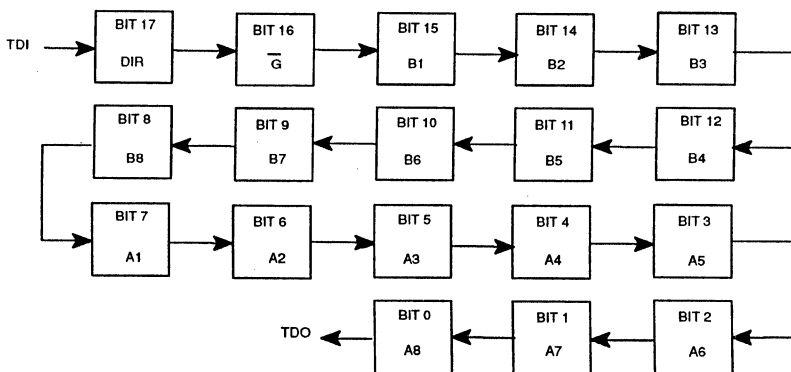 TDI
BIT 17
DIR
BIT 16
G̅
BIT 15
B1
BIT 14
B2
BIT 13
B3
BIT 8
B8
BIT 9
B7
BIT 10
B6
BIT 11
B5
BIT 12
B4
BIT 7
A1
BIT 6
A2
BIT 5
A3
BIT 4
A4
BIT 3
A5
TDO
BIT 0
A8
BIT 1
A7
BIT 2
A6